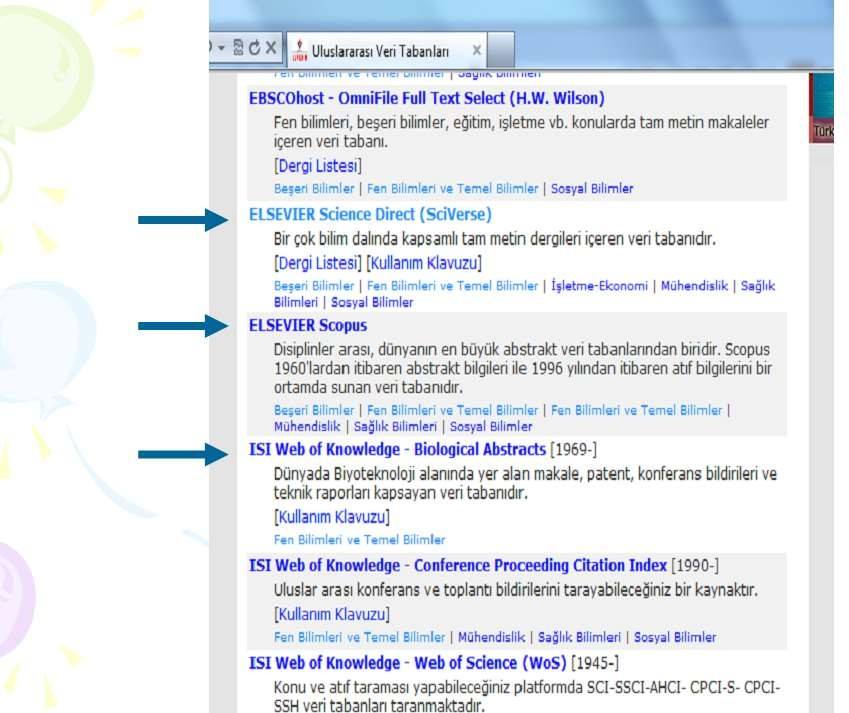 Uluslararası Veri Tabanları
Fen Bilimleri ve Temel Bilimler | Sağlık Bilimleri
EBSCOhost - OmniFile Full Text Select (H.W. Wilson)
Fen bilimleri, beşeri bilimler, eğitim, işletme vb. konularda tam metin makaleler
içeren veri tabanı.
[Dergi Listesi]
Beşeri Bilimler | Fen Bilimleri ve Temel Bilimler | Sosyal Bilimler
ELSEVIER Science Direct (SciVerse)
Bir çok bilim dalında kapsamlı tam metin dergileri içeren veri tabanıdır.
[Dergi Listesi] [Kullanım Klavuzu]
Beşeri Bilimler | Fen Bilimleri ve Temel Bilimler | İşletme-Ekonomi | Mühendislik | Sağlık
Bilimleri | Sosyal Bilimler
ELSEVIER Scopus
Disiplinler arası, dünyanın en büyük abstrakt veri tabanlarından biridir. Scopus
1960'lardan itibaren abstrakt bilgileri ile 1996 yılından itibaren atıf bilgilerini bir
ortamda sunan veri tabanıdır.
Beşeri Bilimler | Fen Bilimleri ve Temel Bilimler | Fen Bilimleri ve Temel Bilimler |
Mühendislik | Sağlık Bilimleri | Sosyal Bilimler
ISI Web of Knowledge - Biological Abstracts [1969-]
Dünyada Biyoteknoloji alanında yer alan makale, patent, konferans bildirileri ve
teknik raporları kapsayan veri tabanıdır.
[Kullanım Klavuzu]
Fen Bilimleri ve Temel Bilimler
ISI Web of Knowledge - Conference Proceeding Citation Index [1990-]
Uluslar arası konferans ve toplantı bildirilerini tarayabileceğiniz bir kaynaktır.
[Kullanım Klavuzu]
Fen Bilimleri ve Temel Bilimler | Mühendislik | Sağlık Bilimleri | Sosyal Bilimler
ISI Web of Knowledge - Web of Science (WoS) [1945-]
Konu ve atıf taraması yapabileceğiniz platformda SCI-SSCI-AHCI- CPCI-S- CPCI-
SSH veri tabanları taranmaktadır.